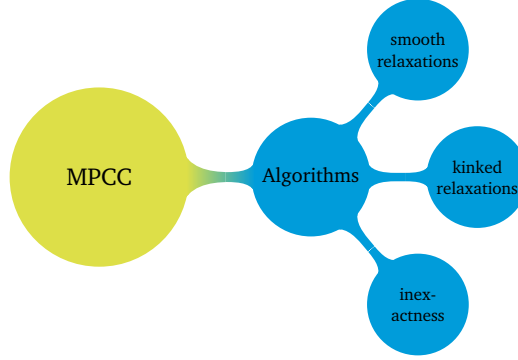 MPCC
Algorithms
smooth
relaxations
kinked
relaxations
inex-
actness